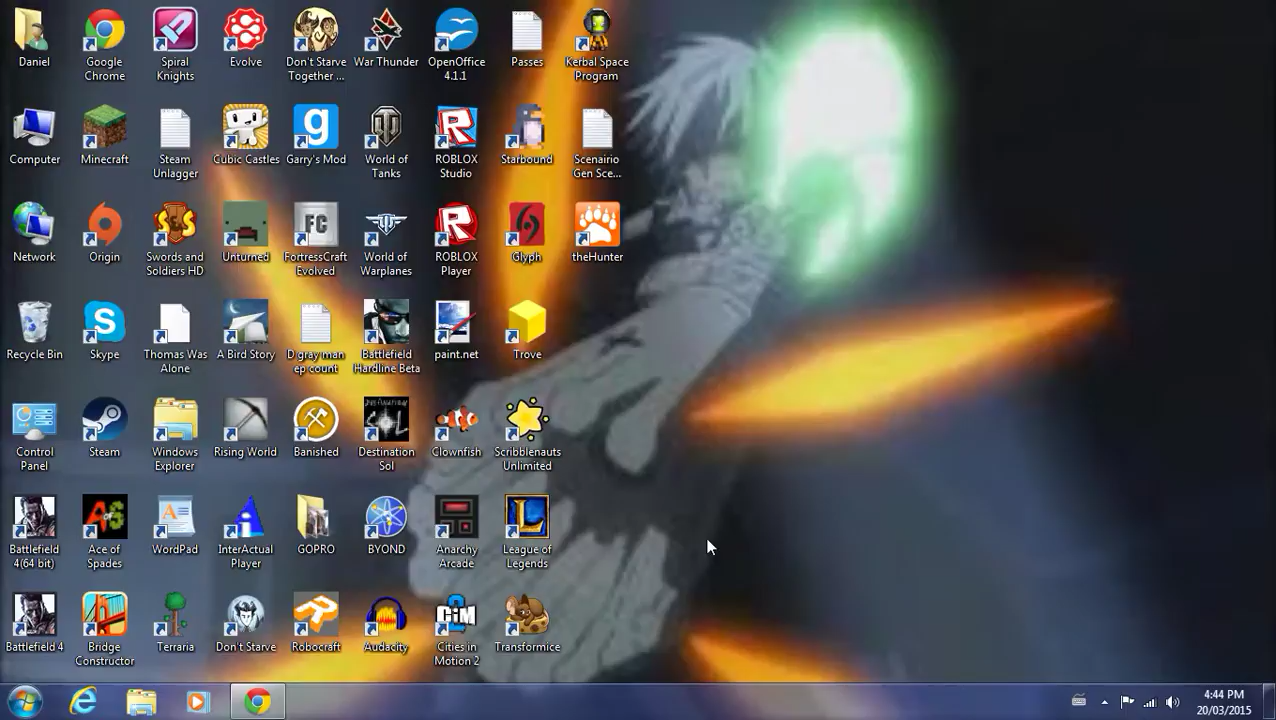 Daniel
Google
Chrome
Spiral
Knights
Evolve
Don't Starve
Together ...
War Thunder
OpenOffice
4.1.1
Passes
Kerbal Space
Program
Computer
Minecraft
Steam
Unlagger
Cubic Castles
Garry's Mod
World of
Tanks
ROBLOX
Studio
Starbound
Scenairio
Gen Sce...
Network
Origin
Swords and
Soldiers HD
Unturned
FC
FortressCraft
Evolved
World of
Warplanes
ROBLOX
Player
Glyph
theHunter
Recycle Bin
Skype
Thomas Was
Alone
A Bird Story
D gray man
ep count
Battlefield
Hardline Beta
paint.net
Trove
Control
Panel
Steam
Windows
Explorer
Rising World
Banished
Destination
Sol
Clownfish
Scribblenauts
Unlimited
Battlefield
4(64 bit)
Ace of
Spades
WordPad
InterActual
Player
GOPRO
BYOND
Anarchy
Arcade
League of
Legends
Battlefield 4
Bridge
Constructor
Terraria
Don't Starve
Robocraft
Audacity
CiM
2
Cities in
Motion 2
Transformice
4:44 PM
20/03/2015